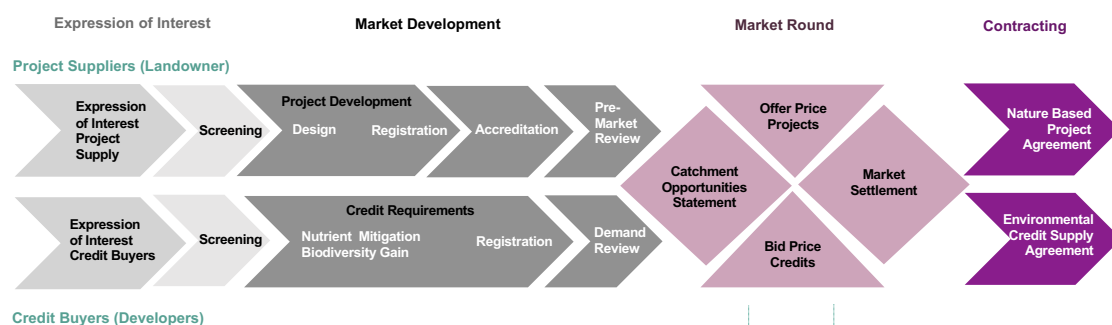 Expression of Interest
Market Development
Market Round
Contracting
Project Suppliers (Landowner)
Expression
of Interest
Project
Supply
Screening
Project Development
Design
Registration
Accreditation
Pre-
Market
Review
Offer Price
Projects
Catchment
Opportunities
Statement
Market
Settlement
Nature Based
Project
Agreement
Expression
of Interest
Credit Buyers
Screening
Credit Requirements
Nutrient Mitigation
Biodiversity Gain
Registration
Demand
Review
Bid Price
Credits
Environmental
Credit Supply
Agreement
Credit Buyers (Developers)